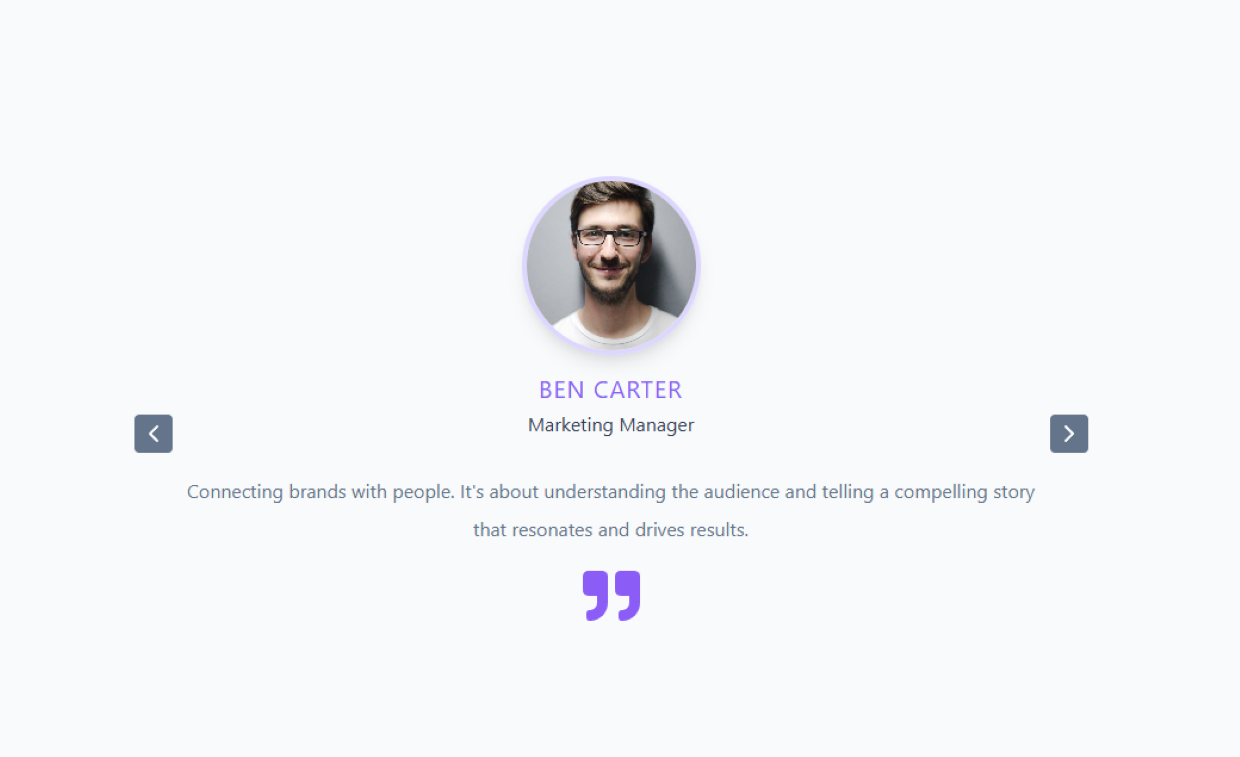 BEN CARTER
Marketing Manager
Connecting brands with people. It's about understanding the audience and telling a compelling story
that resonates and drives results.